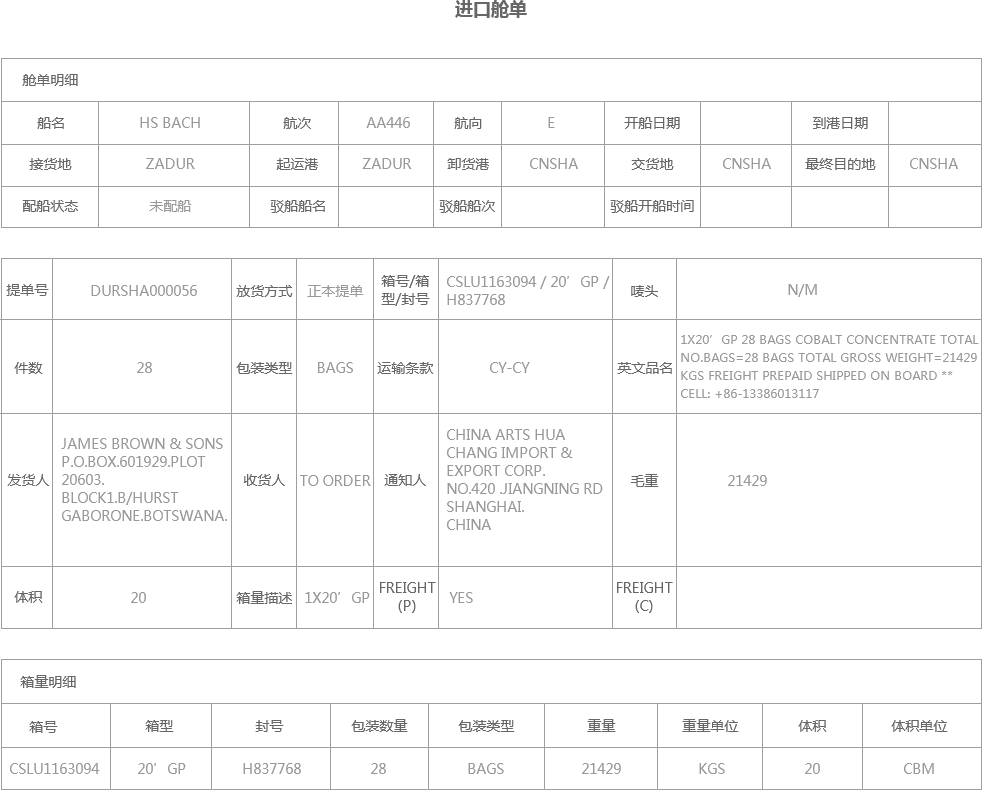 进口舱单
舱单明细
船名 HS BACH 航次 AA446 航向 E 开船日期 到港日期
接货地 ZADUR 起运港 ZADUR 卸货港 CNSHA 交货地 CNSHA 最终目的地 CNSHA
配船状态 未配船 驳船船名 驳船船次 驳船开船时间
提单号 DURSHA000056 放货方式 正本提单
箱号/箱
型/封号
CSLU1163094 / 20’ GP /
H837768
唛头 N/M
件数 28 包装类型 BAGS 运输条款 CY-CY 英文品名
1X20’ GP 28 BAGS COBALT CONCENTRATE TOTAL
NO.BAGS=28 BAGS TOTAL GROSS WEIGHT=21429
KGS FREIGHT PREPAID SHIPPED ON BOARD **
CELL: +86-13386013117
发货人
JAMES BROWN & SONS
P.O.BOX.601929.PLOT
20603.
BLOCK1.B/HURST
GABORONE.BOTSWANA.
收货人 TO ORDER 通知人
CHINA ARTS HUA
CHANG IMPORT &
EXPORT CORP.
NO.420 .JIANGNING RD
SHANGHAI.
CHINA
毛重 21429
体积 20 箱量描述 1X20’ GP
FREIGHT
(P)
YES
FREIGHT
(C)
箱量明细
箱号 箱型 封号 包装数量 包装类型 重量 重量单位 体积 体积单位
CSLU1163094 20’ GP H837768 28 BAGS 21429 KGS 20 CBM